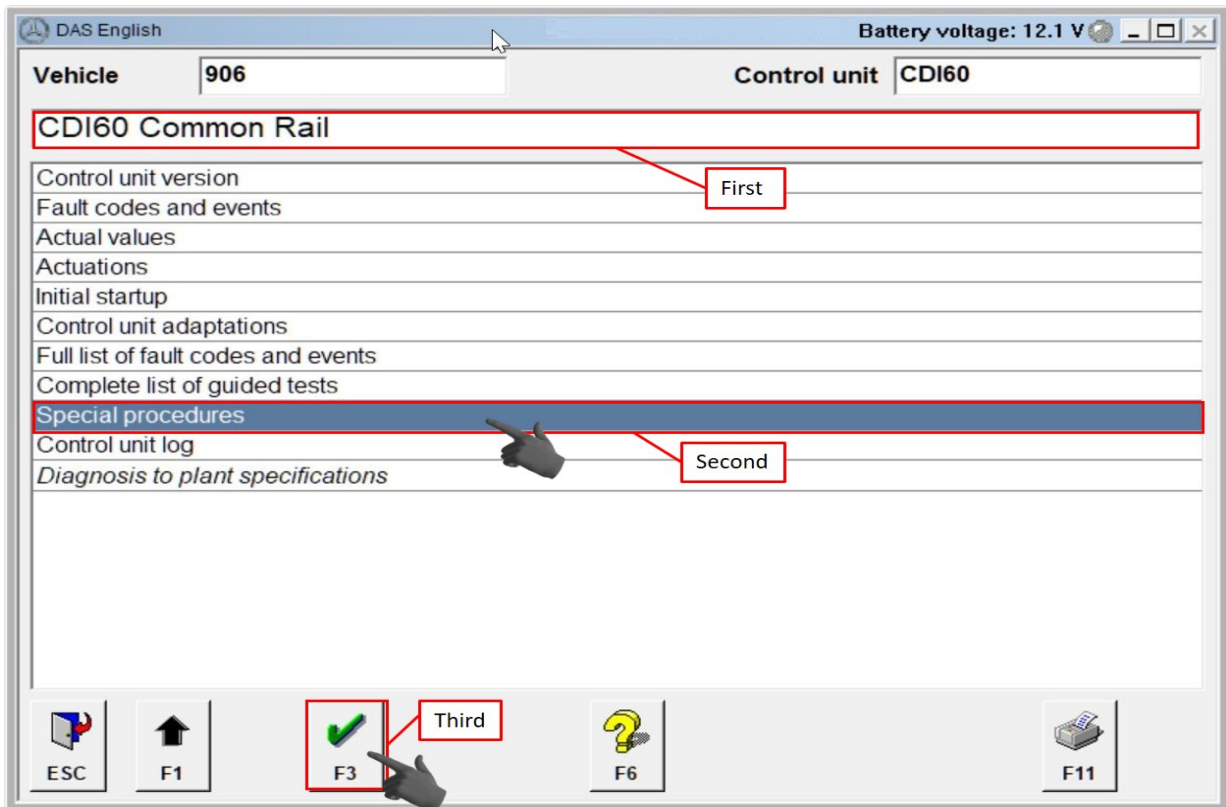 DAS English
Battery voltage: 12.1 V
Vehicle 906 Control unit CDI60
CDI60 Common Rail
Control unit version
First
Fault codes and events
Actual values
Actuations
Initial startup
Control unit adaptations
Full list of fault codes and events
Complete list of guided tests
Special procedures
Control unit log
Second
Diagnosis to plant specifications
Third
ESC F1 F3 F6 F11